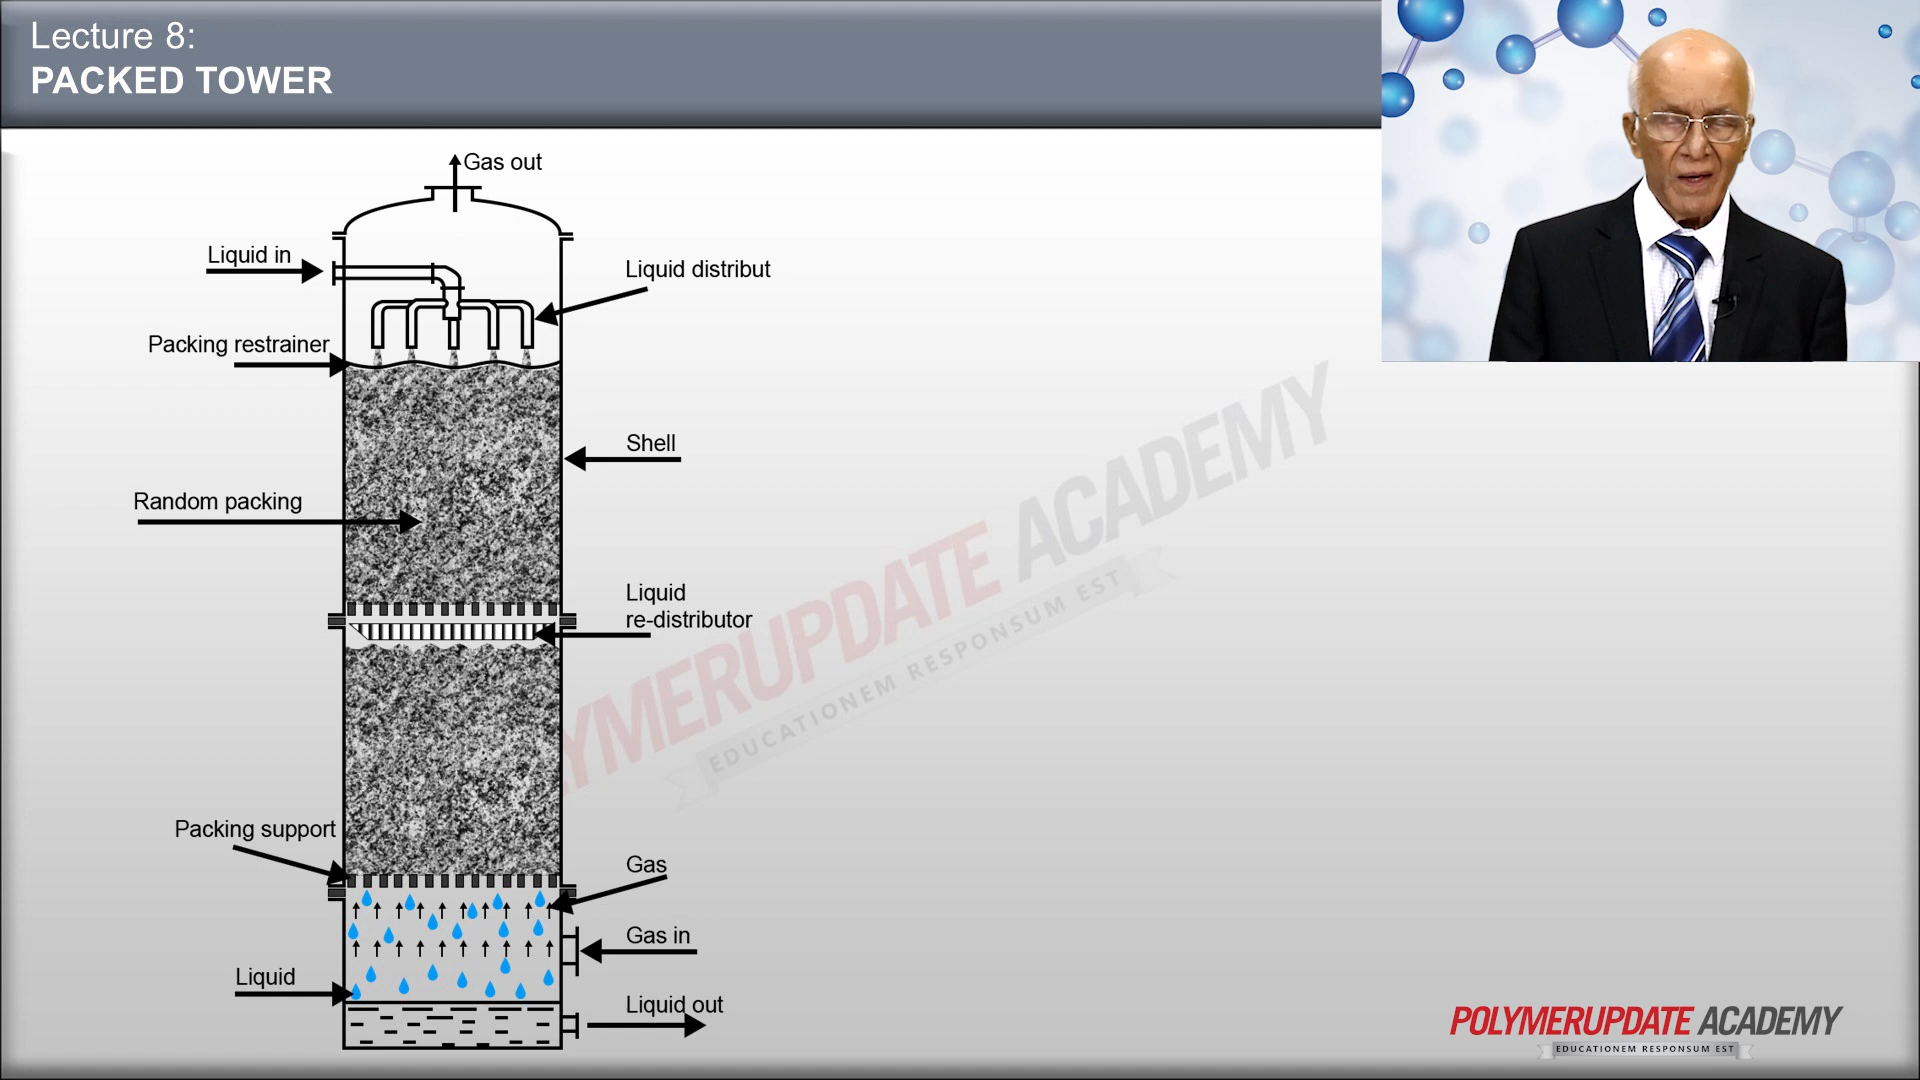 Lecture 8:
PACKED TOWER
Gas out
Liquid in
Liquid distribut
Packing restrainer
Shell
Random packing
Liquid
re-distributor
Packing support
Gas
Gas in
Liquid
Liquid out
POLYMERUPDATE ACADEMY
EDUCATIONEM RESPONSUM EST
POLYMERUPDATE ACADEMY
EDUCATIONEM RESPONSUM EST